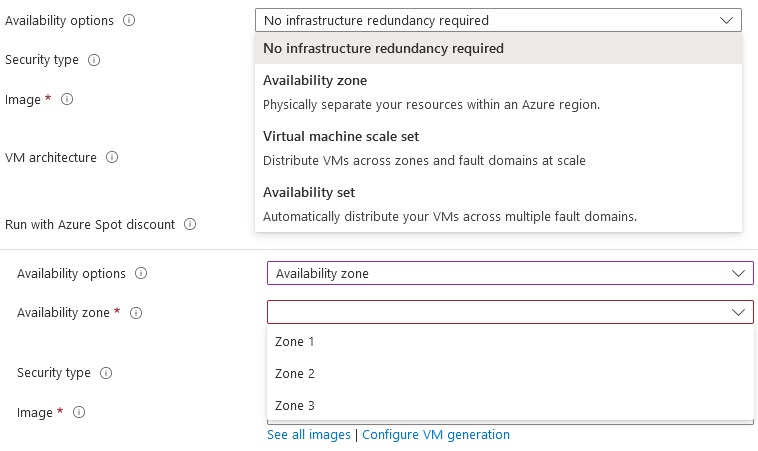 Availability options
No infrastructure redundancy required
No infrastructure redundancy required
Security type
Availability zone
Image *
Physically separate your resources within an Azure region.
Virtual machine scale set
VM architecture
Distribute VMs across zones and fault domains at scale
Availability set
Run with Azure Spot discount
Automatically distribute your VMs across multiple fault domains.
Availability options
Availability zone
Availability zone *
Zone 1
Security type
Zone 2
Image *
Zone 3
See all images | Configure VM generation